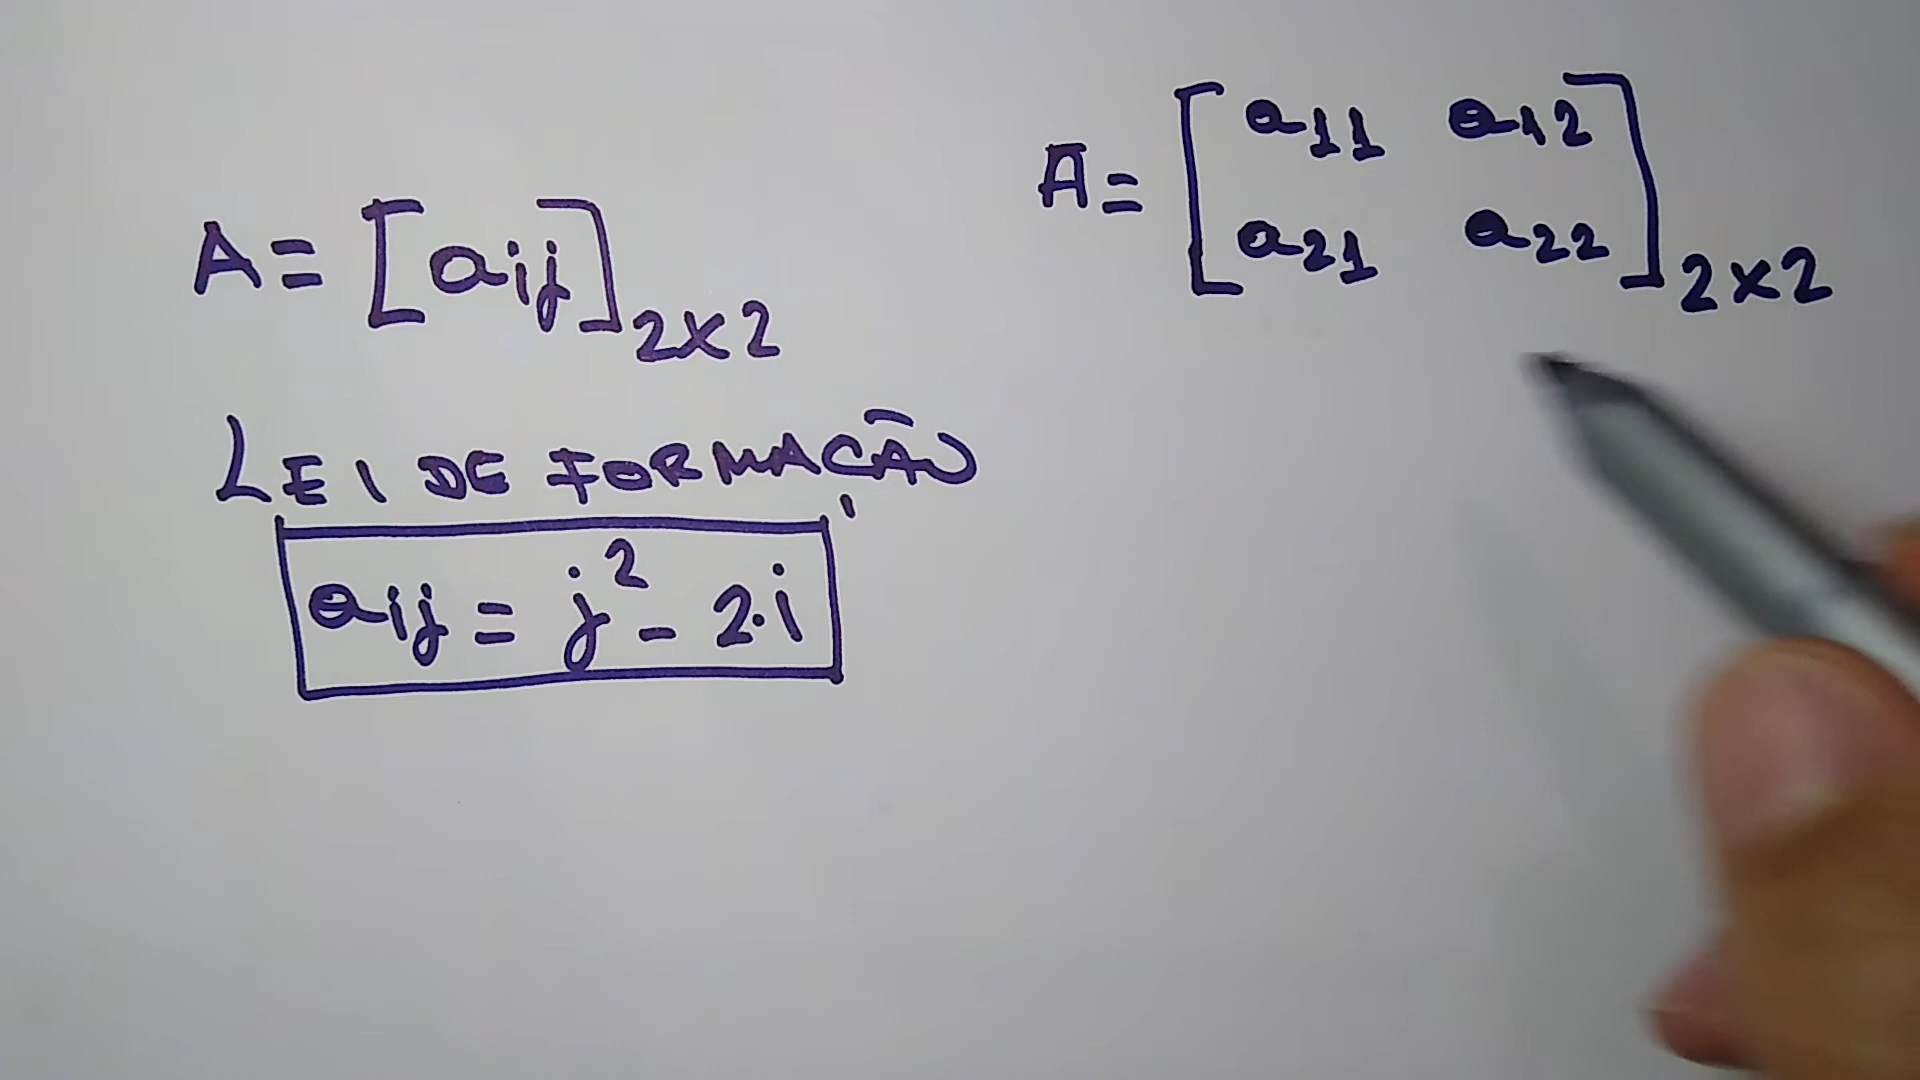 A = [aij]2x2
LEI DE FORMAÇÃO
aij = j² - 2.i
A = [a11 a12
a21 a22]2x2